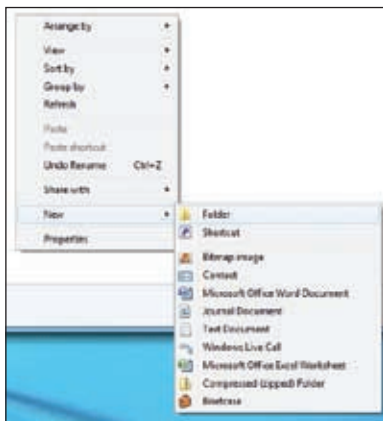 Arrange by
View
Sort by
Group by
Refresh
Paste
Paste shortcut
Undo Rename Ctrl+Z
Share with
New
Properties
Folder
Shortcut
Bitmap image
Contact
Microsoft Office Word Document
Journal Document
Text Document
Windows Live Call
Microsoft Office Excel Worksheet
Compressed (zipped) Folder
Briefcase